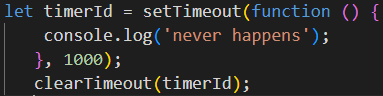 let timerId = setTimeout(function () {
console.log('never happens');
}, 1000);
clearTimeout(timerId);